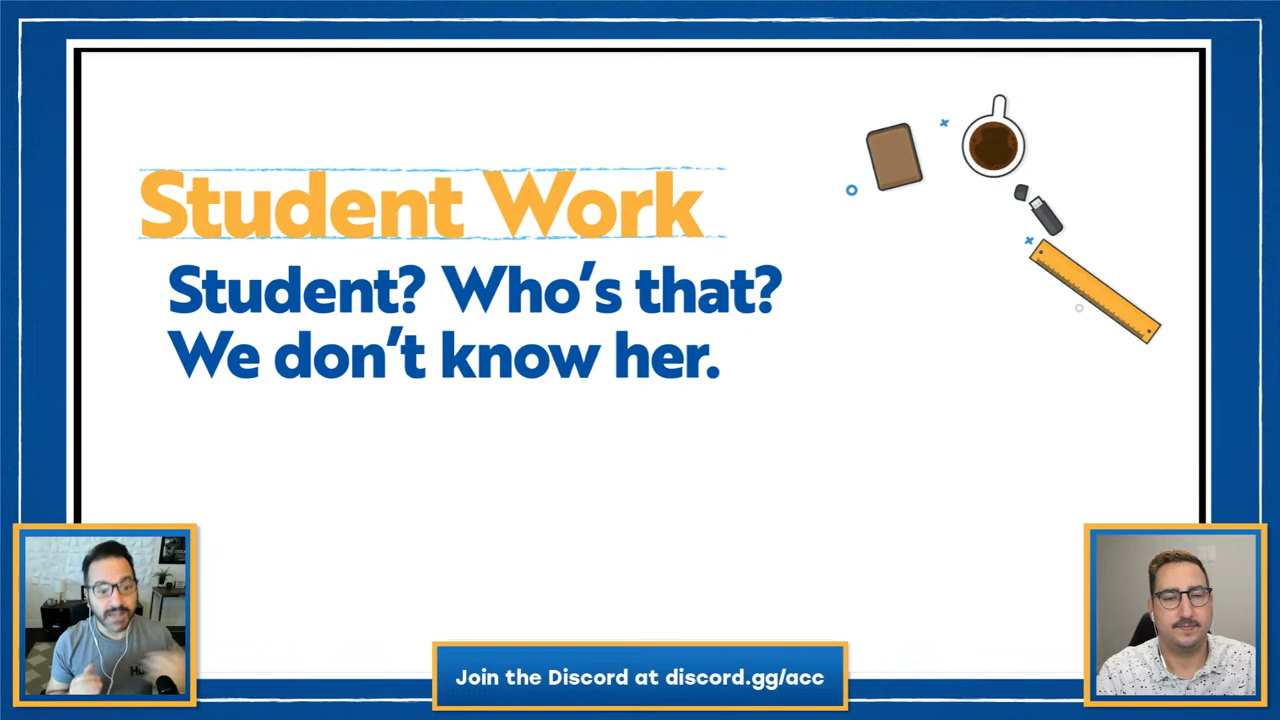 Student Work
Student? Who's that?
We don't know her.
Join the Discord at discord.gg/acc